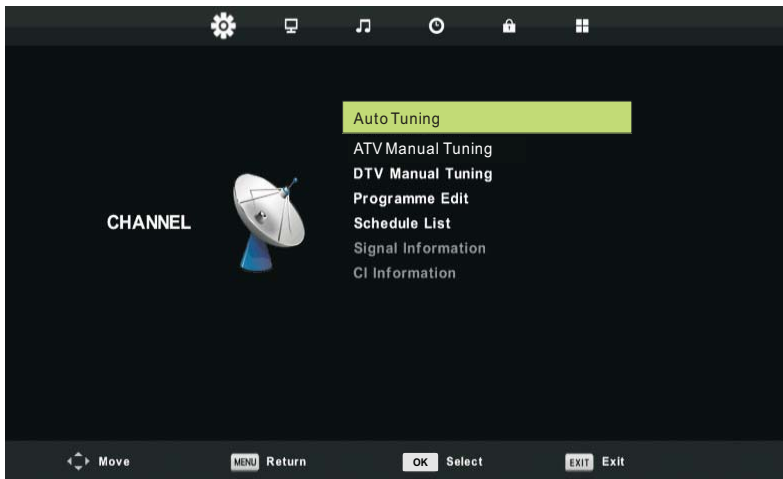 Auto Tuning
ATV Manual Tuning
DTV Manual Tuning
Programme Edit
CHANNEL
Schedule List
Signal Information
CI Information
Move MENU Return OK Select EXIT Exit